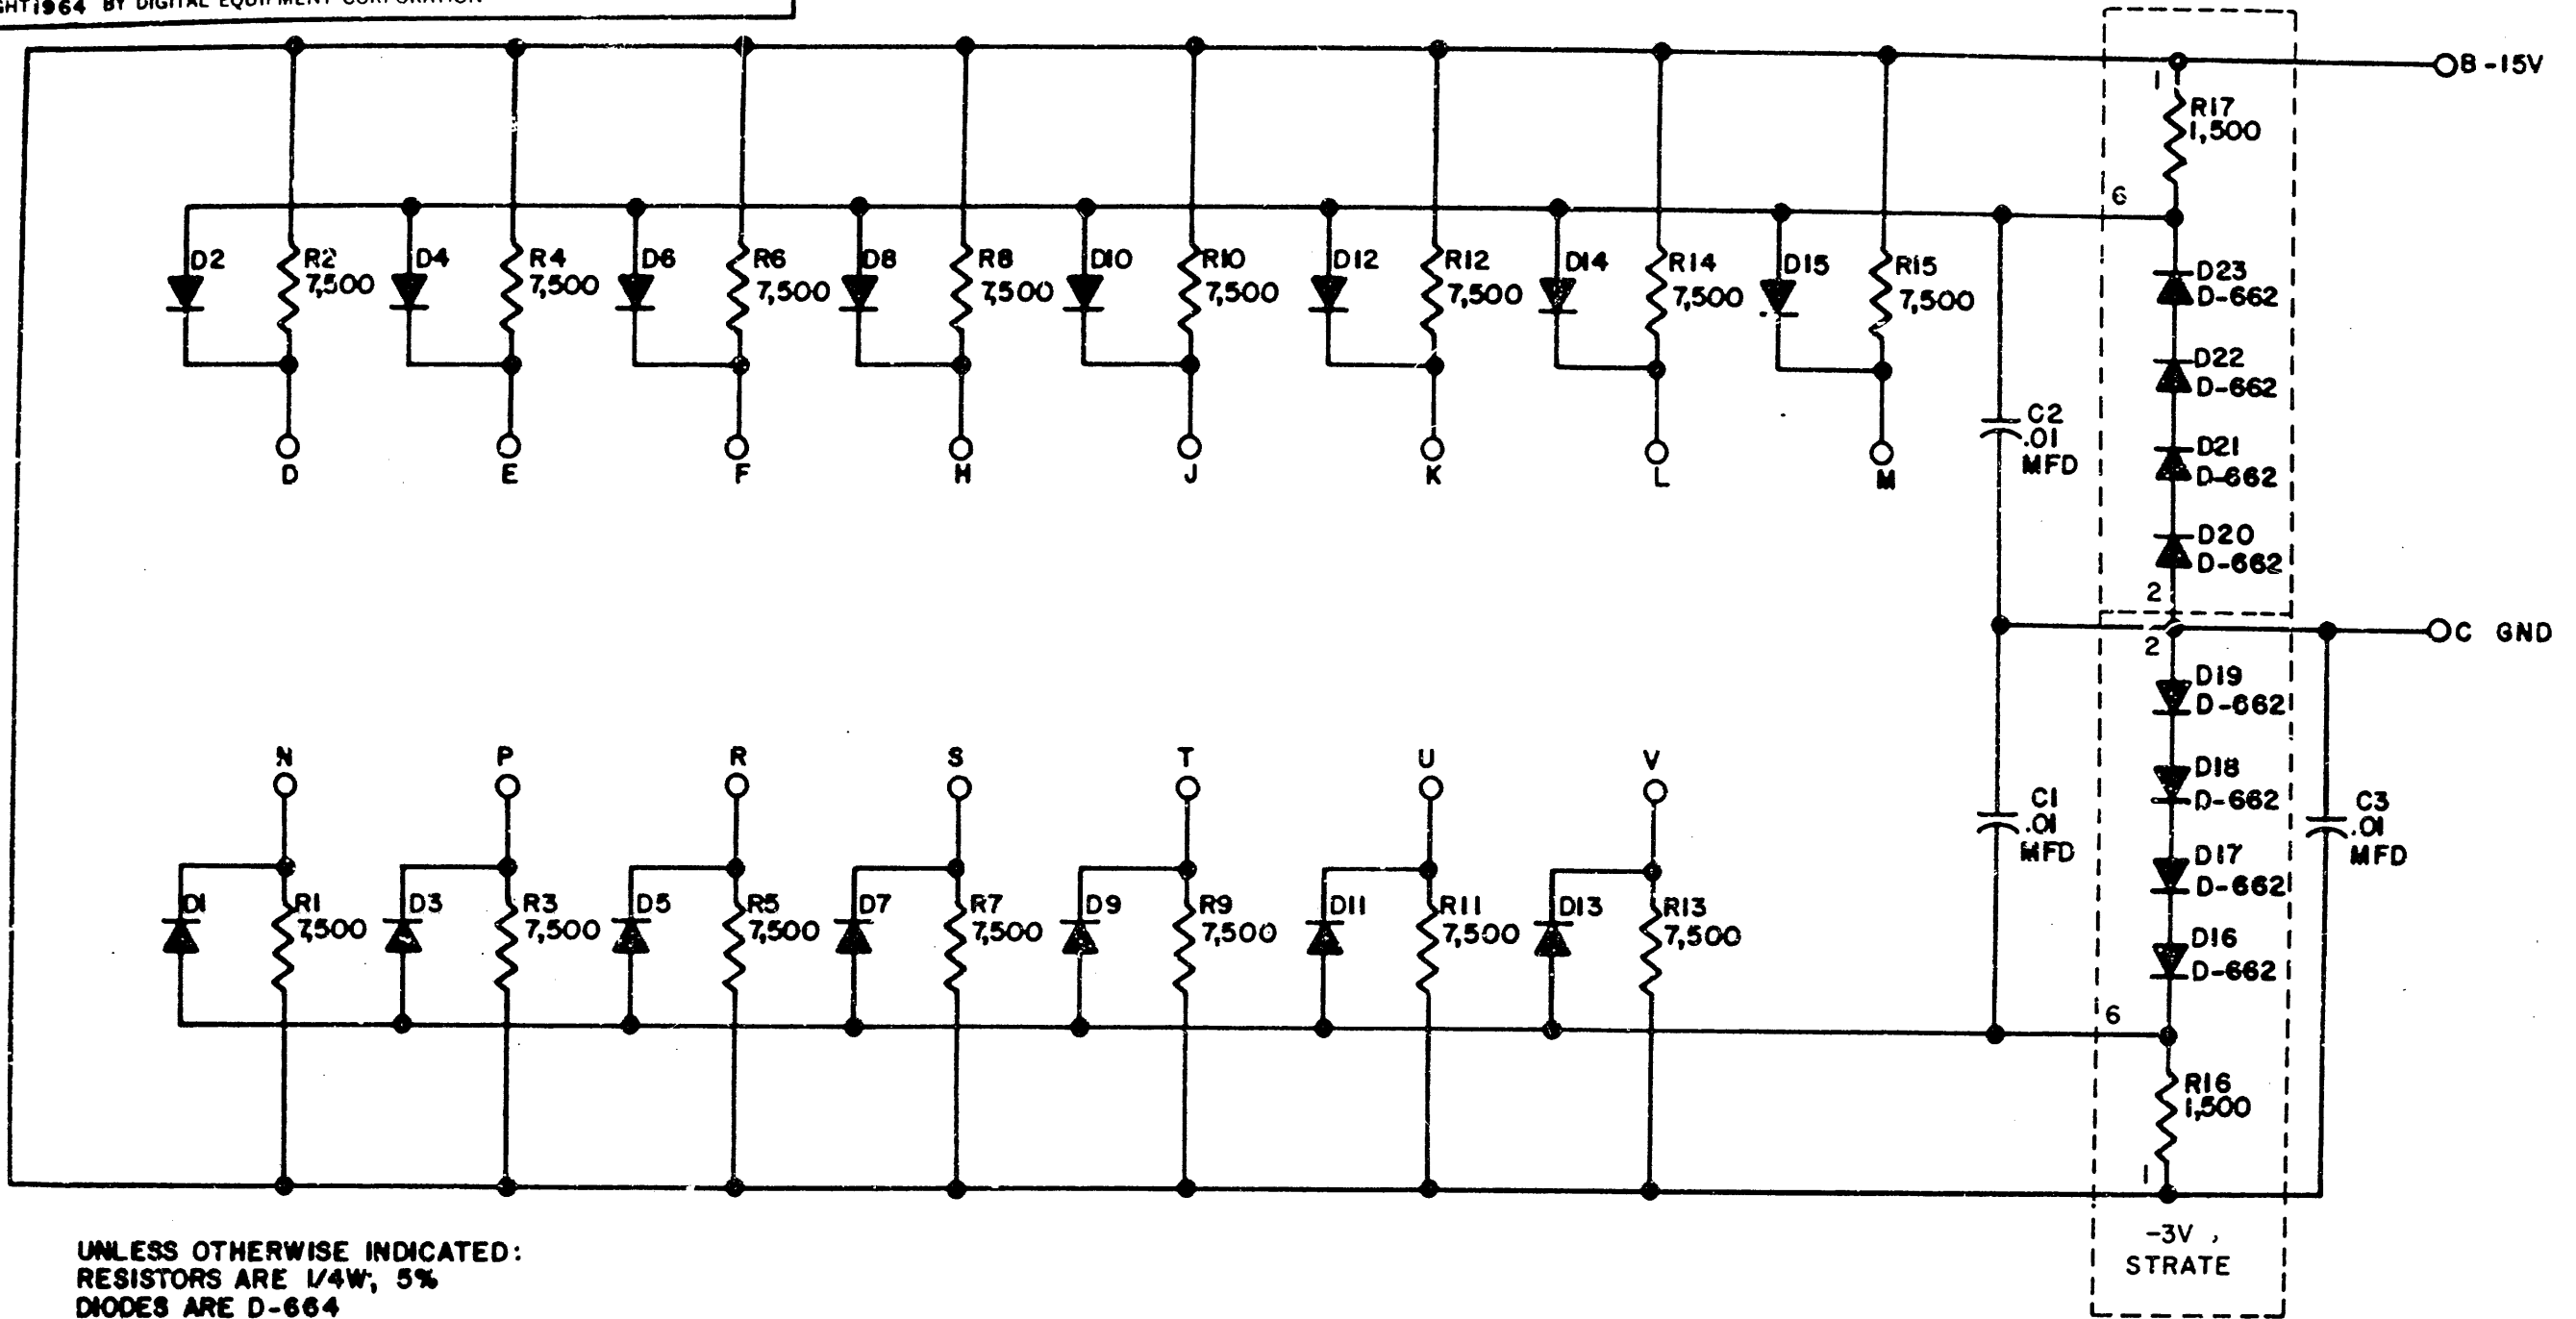 1964 BY DIGITAL EQUIPMENT CORPORATION
B -15V
1
R17
1,500
6
D2
R2
7,500
D4
R4
7,500
D6
R6
7,500
D8
R8
7,500
D10
R10
7,500
D12
R12
7,500
D14
R14
7,500
D15
R15
7,500
D23
D-662
D22
D-662
D21
D-662
D20
D-662
C2
.01
MFD
D
E
F
H
J
K
L
M
2
C GND
2
D19
D-662
D18
D-662
D17
D-662
D16
D-662
N
P
R
S
T
U
V
C1
.01
MFD
C3
.01
MFD
D1
R1
7,500
D3
R3
7,500
D5
R5
7,500
D7
R7
7,500
D9
R9
7,500
D11
R11
7,500
D13
R13
7,500
6
R16
1,500
1
-3V ,
STRATE
UNLESS OTHERWISE INDICATED:
RESISTORS ARE 1/4W, 5%
DIODES ARE D-664